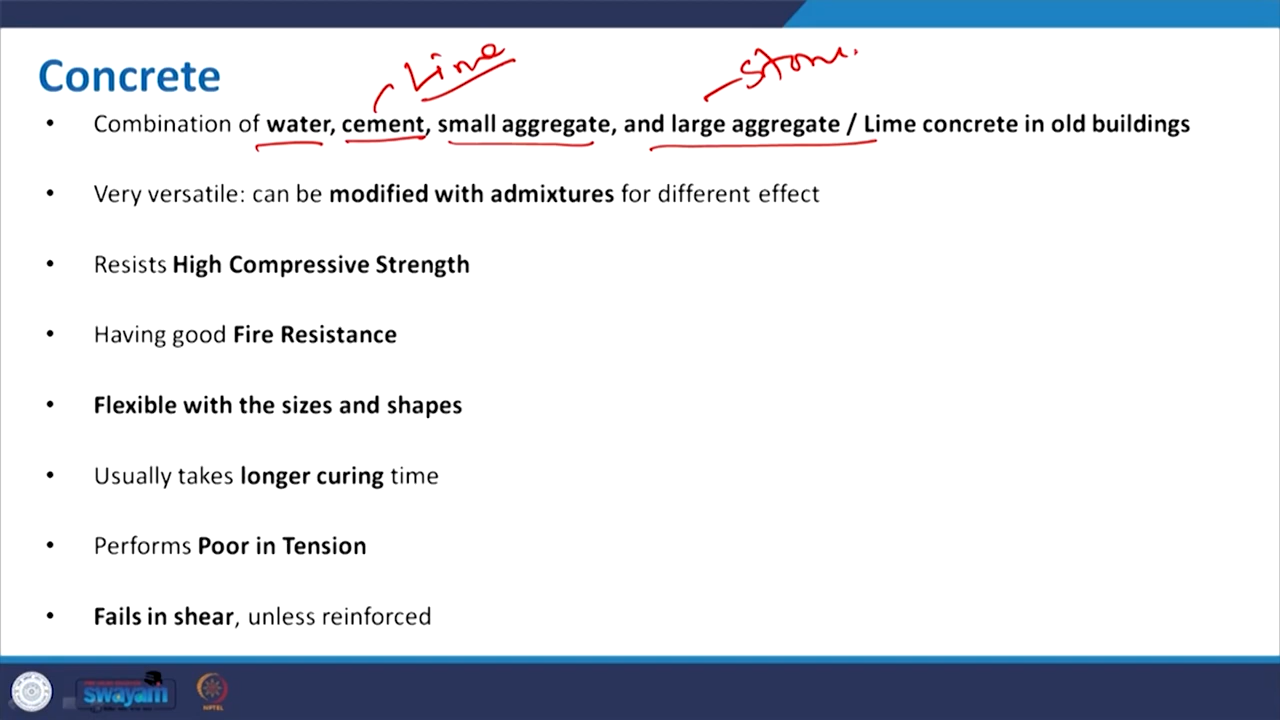 Lime
Stone.
Concrete
• Combination of water, cement, small aggregate, and large aggregate / Lime concrete in old buildings
• Very versatile: can be modified with admixtures for different effect
• Resists High Compressive Strength
• Having good Fire Resistance
• Flexible with the sizes and shapes
• Usually takes longer curing time
• Performs Poor in Tension
• Fails in shear, unless reinforced
swayam
NPTEL